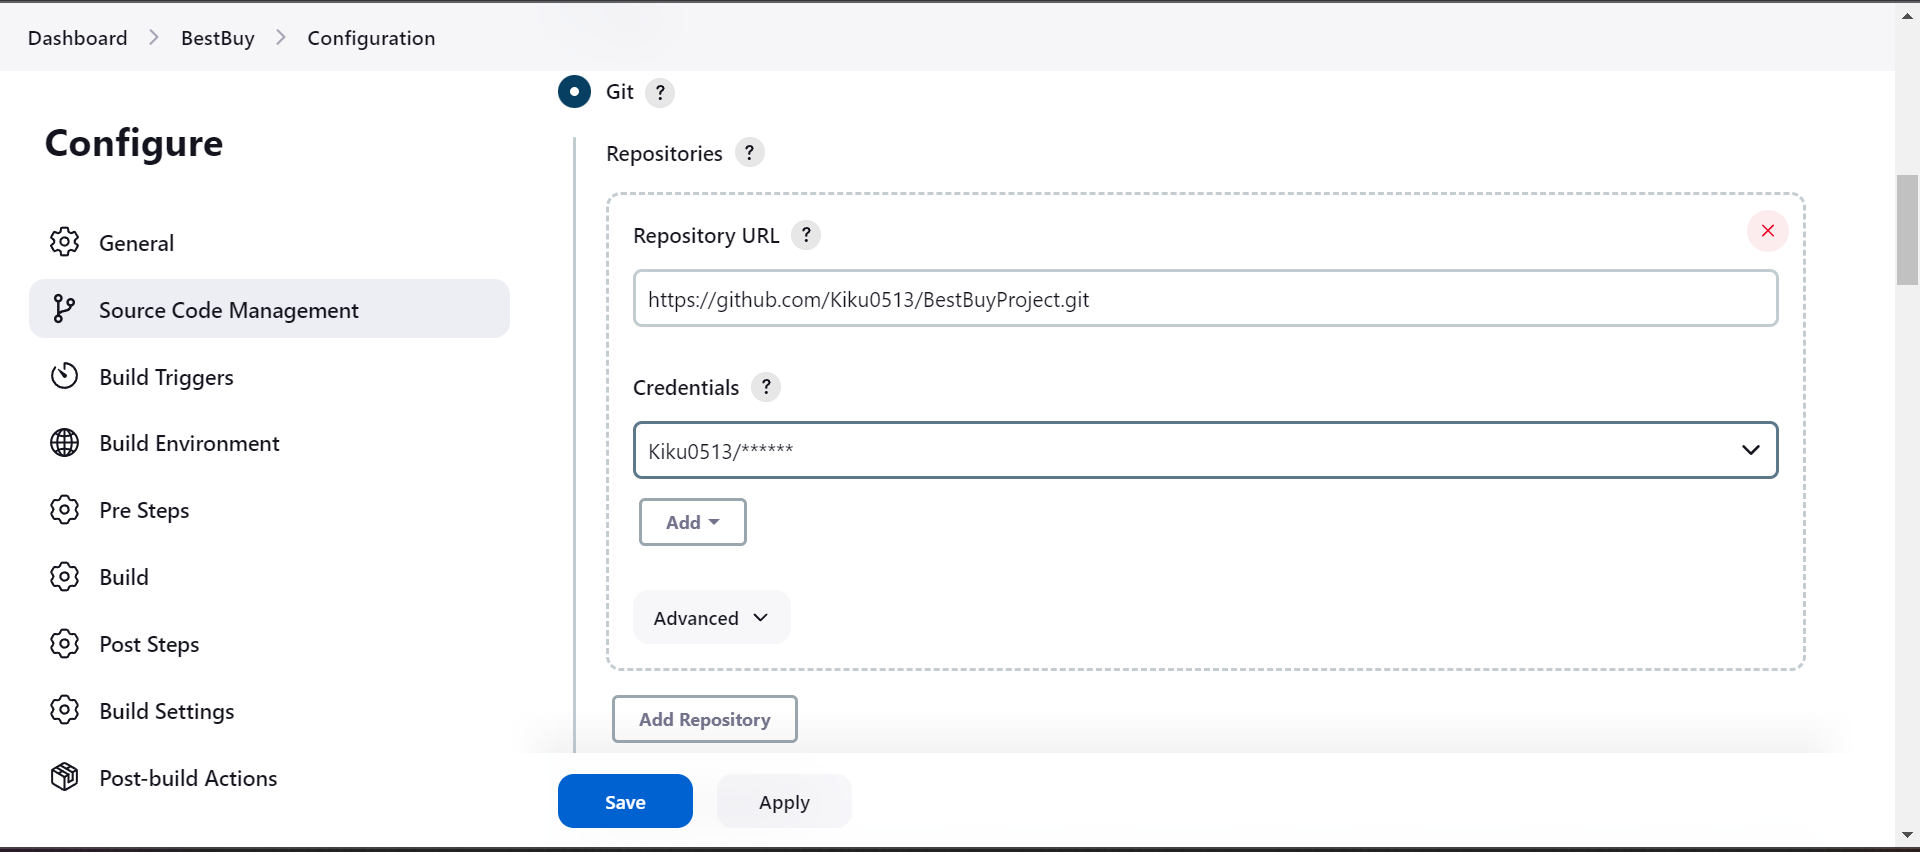 Dashboard > BestBuy > Configuration
Configure
General
Source Code Management
Build Triggers
Build Environment
Pre Steps
Build
Post Steps
Build Settings
Post-build Actions
Git ?
Repositories ?
Repository URL ?
https://github.com/Kiku0513/BestBuyProject.git
Credentials ?
Kiku0513/******
Add
Advanced
Add Repository
Save
Apply